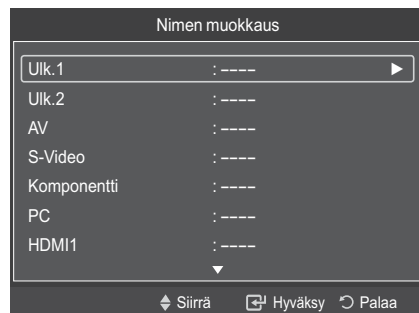 Nimen muokkaus
Ulk.1 : ----
Ulk.2 : ----
AV : ----
S-Video : ----
Komponentti : ----
PC : ----
HDMI1 : ----
Siirrä Hyväksy Palaa